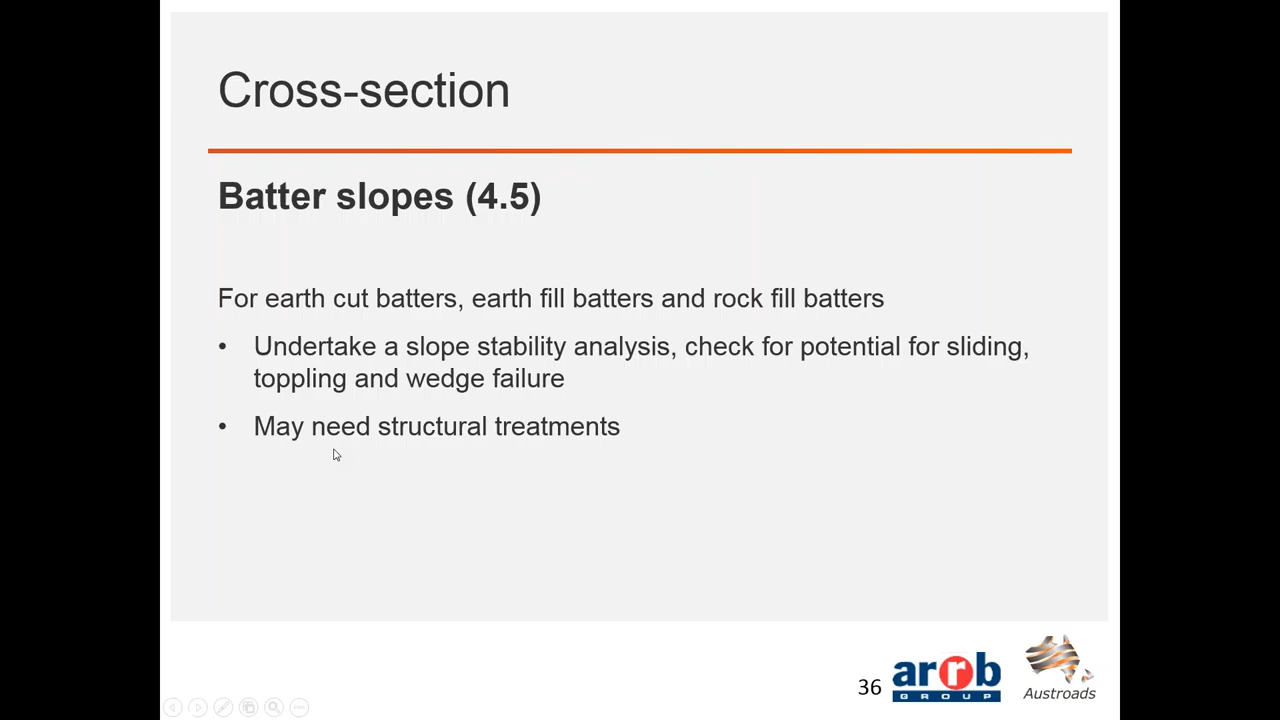 Cross-section
Batter slopes (4.5)
For earth cut batters, earth fill batters and rock fill batters
• Undertake a slope stability analysis, check for potential for sliding,
toppling and wedge failure
• May need structural treatments
36
arrb
GROUP
Austroads